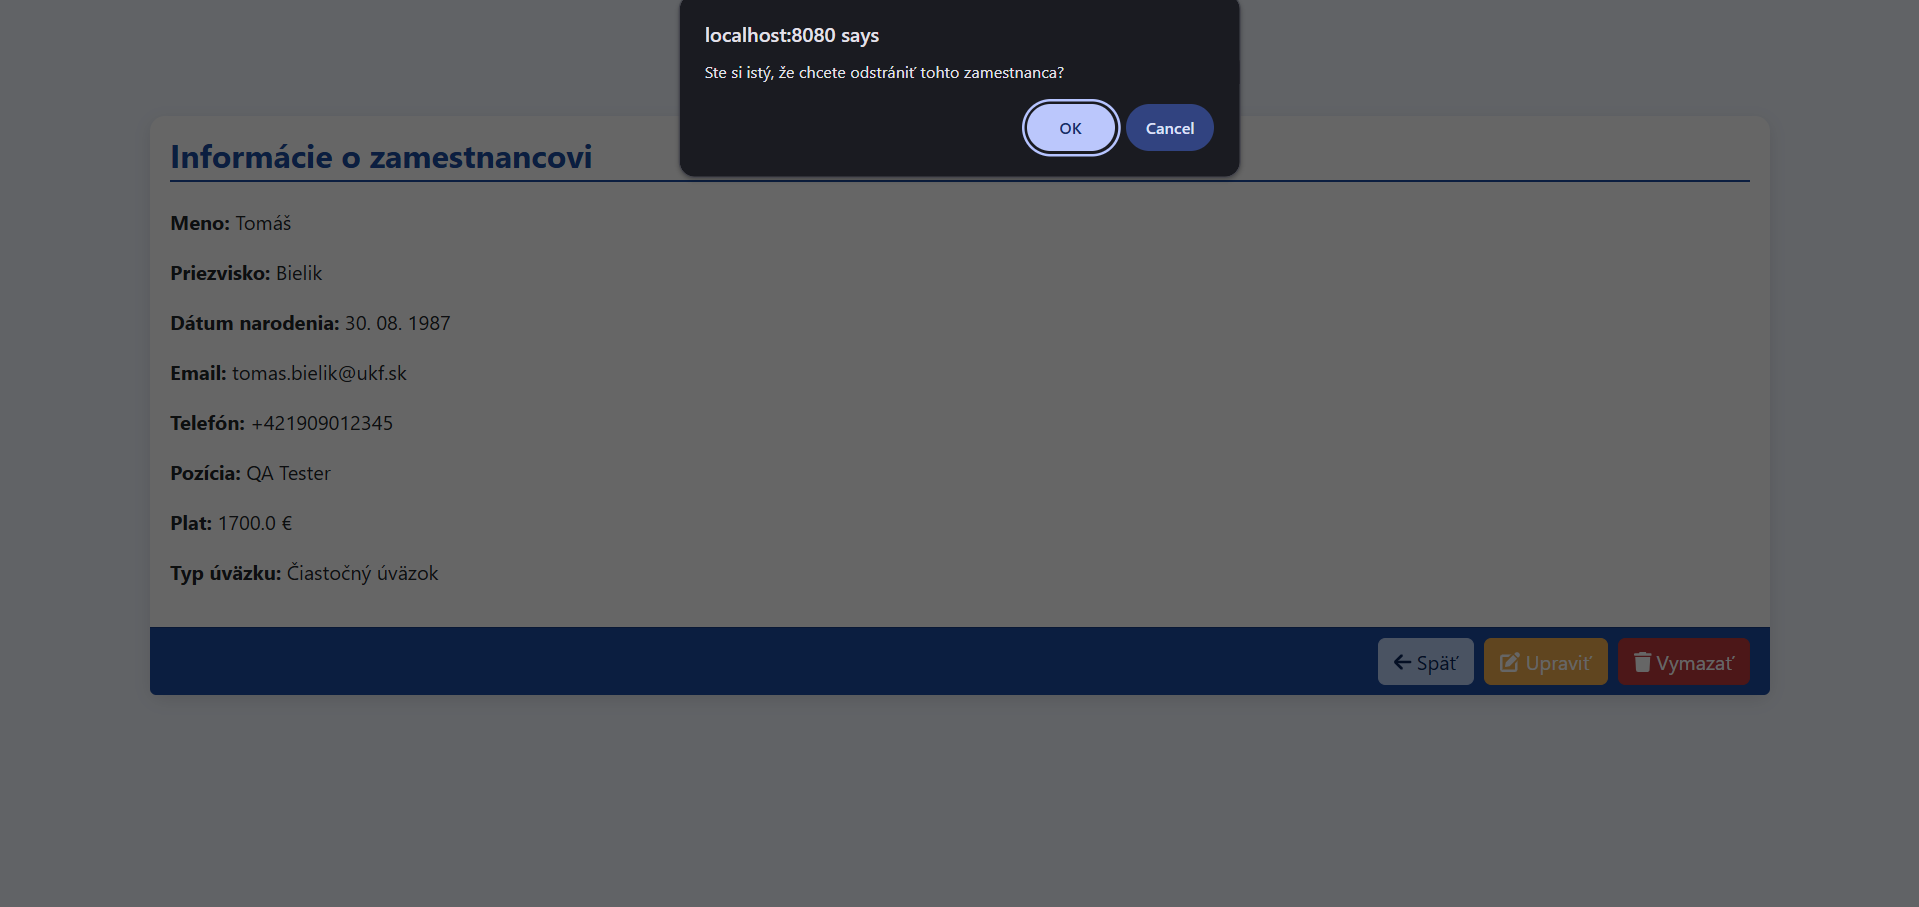 localhost:8080 says
Ste si istý, že chcete odstrániť tohto zamestnanca?
OK
Cancel
Informácie o zamestnancovi
Meno: Tomáš
Priezvisko: Bielik
Dátum narodenia: 30. 08. 1987
Email: tomas.bielik@ukf.sk
Telefón: +421909012345
Pozícia: QA Tester
Plat: 1700.0 €
Typ úväzku: Čiastočný úväzok
Späť
Upraviť
Vymazať